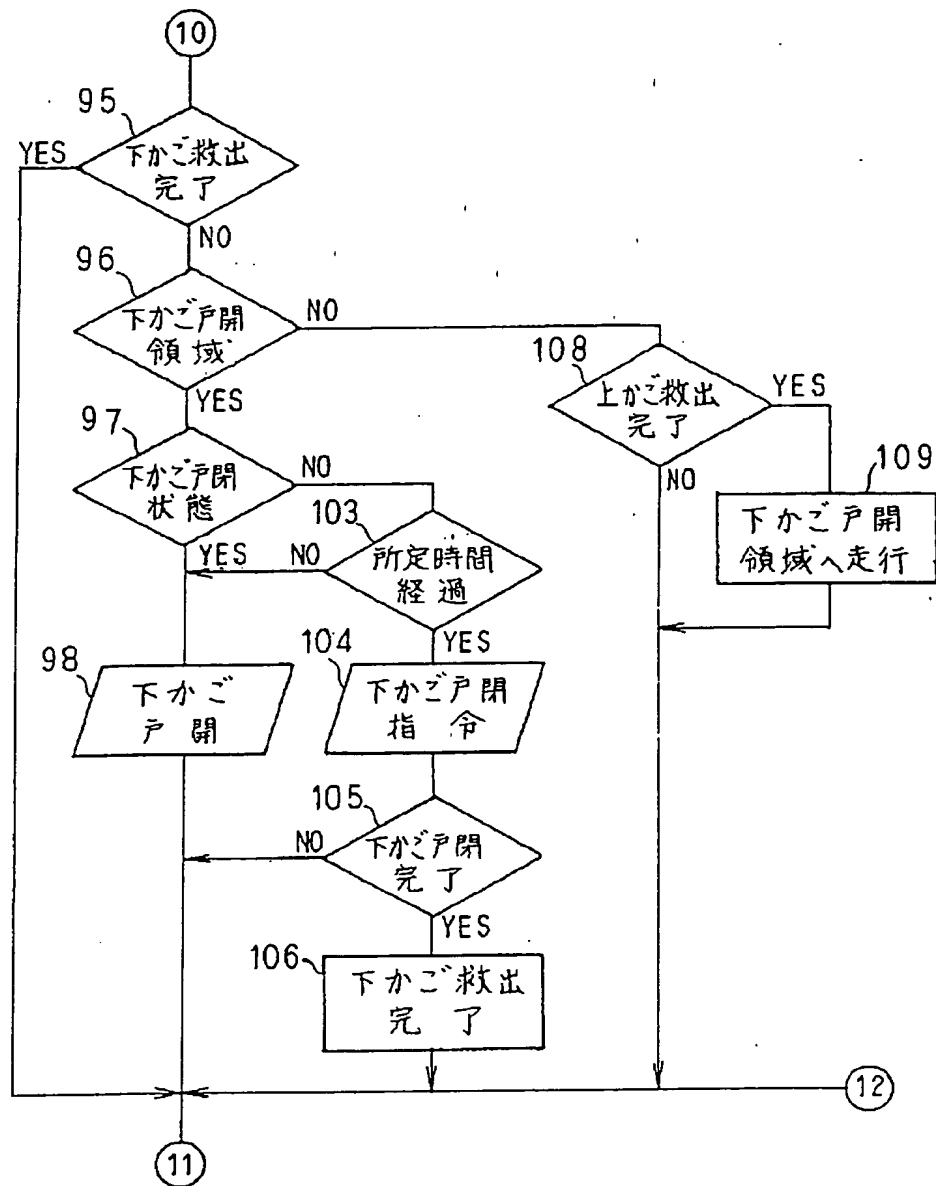 10
95
YES
下かご救出
完了
NO
96
下かご戸開
領域
NO
YES
108
上かご救出
完了
YES
NO
109
下かご戸開
領域へ走行
97
下かご戸閉
状態
NO
YES
103
所定時間
経過
NO
YES
98
下かご
戸開
104
下かご戸閉
指令
105
下かご戸閉
完了
NO
YES
106
下かご救出
完了
12
11